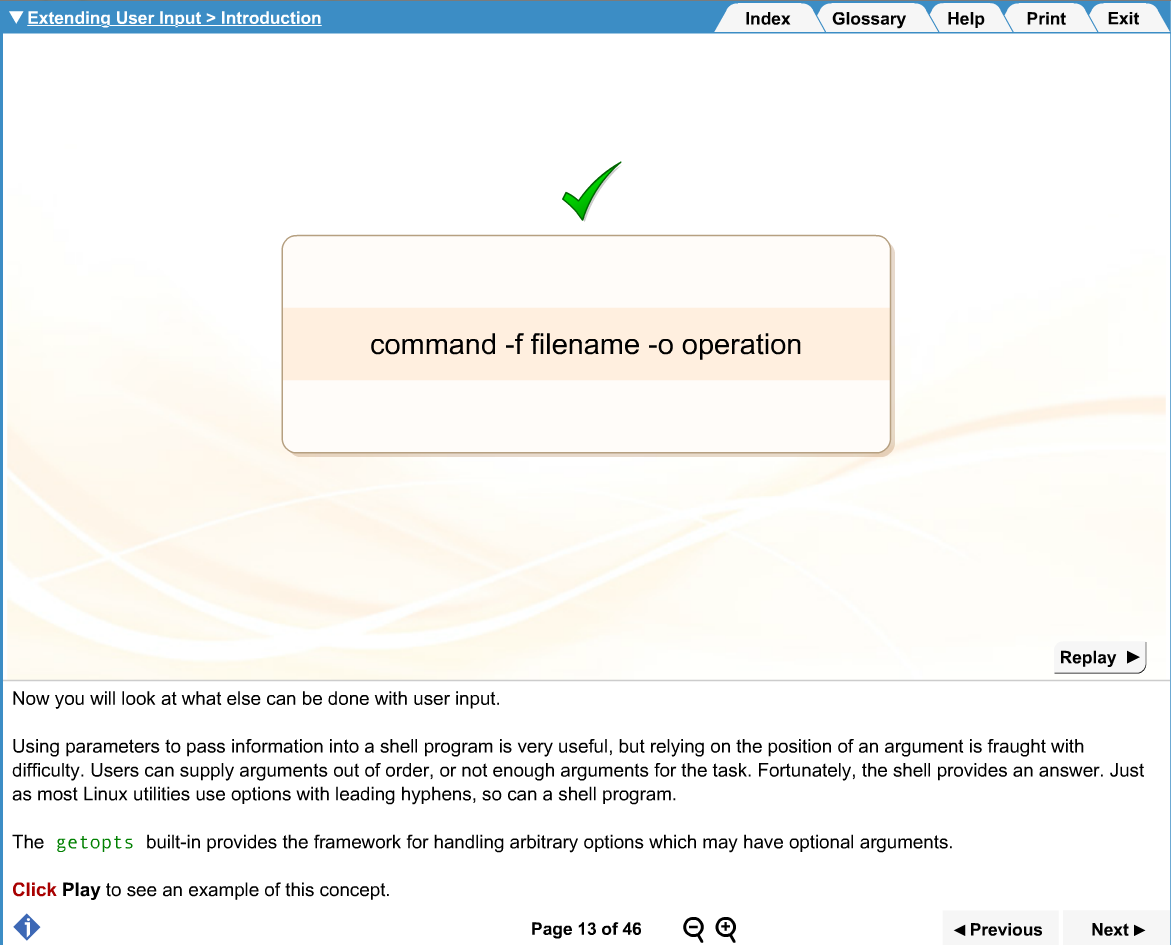 ▼Extending User Input > Introduction
Index Glossary Help Print Exit
command -f filename -o operation
Replay ▶
Now you will look at what else can be done with user input.
Using parameters to pass information into a shell program is very useful, but relying on the position of an argument is fraught with
difficulty. Users can supply arguments out of order, or not enough arguments for the task. Fortunately, the shell provides an answer. Just
as most Linux utilities use options with leading hyphens, so can a shell program.
The getopts built-in provides the framework for handling arbitrary options which may have optional arguments.
Click Play to see an example of this concept.
i Page 13 of 46 ◀ Previous Next ▶